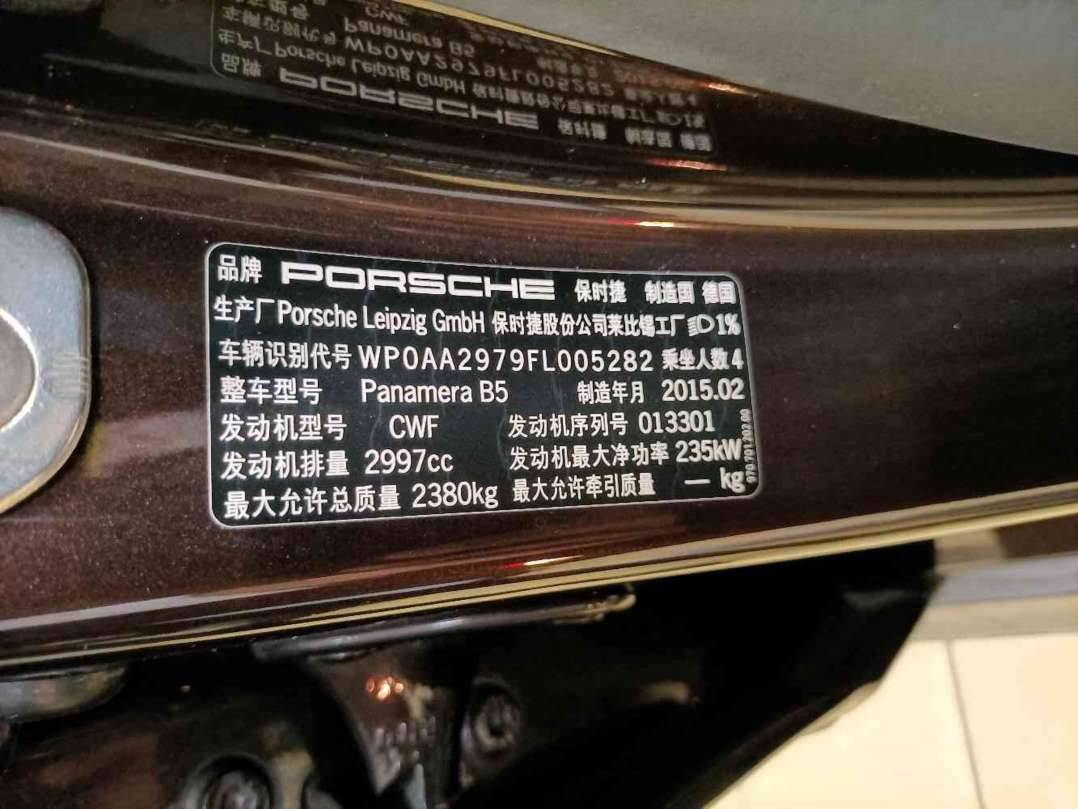 品牌 PORSCHE 保时捷 制造国 德国
生产厂 Porsche Leipzig GmbH 保时捷股份公司莱比锡工厂 1%
车辆识别代号 WP0AA2979FL005282 乘坐人数 4
整车型号 Panamera B5 制造年月 2015.02
发动机型号 CWF 发动机序列号 013301
发动机排量 2997cc 发动机最大净功率 235kW
最大允许总质量 2380kg 最大允许牵引质量 — kg
970.701.202.00